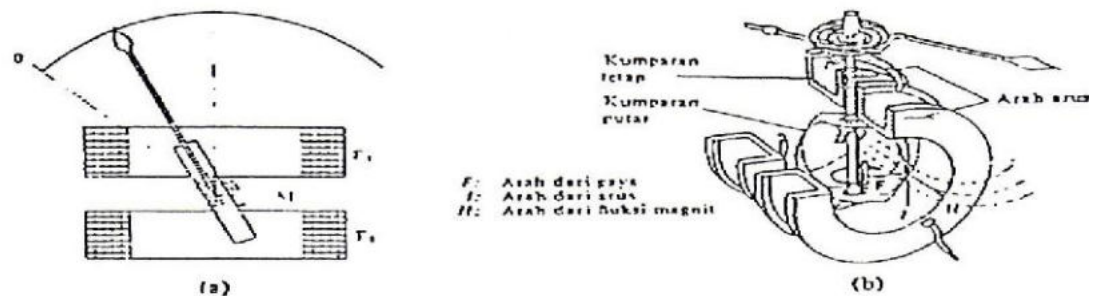 0
F₁
M
F₂
(a)
Kumparan
tetap
Kumparan
putar
Arah arus
F: Arah dari gaya
I: Arah dari arus
H: Arah dari fluksi magnit
F
I
H
(b)